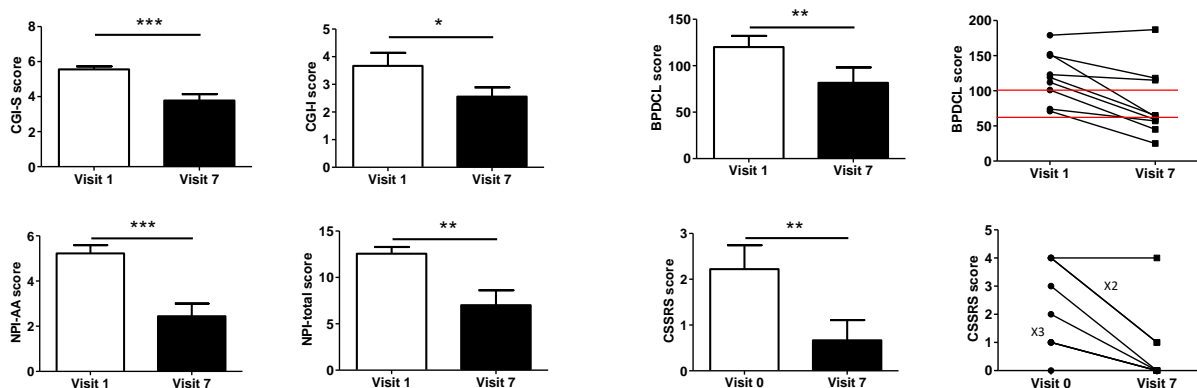 ***
CGI-S score
8
6
4
2
0
Visit 1 Visit 7
*
CGI-I score
5
4
3
2
1
0
Visit 1 Visit 7
**
BPDCL score
150
100
50
0
Visit 1 Visit 7
BPDCL score
200
150
100
50
0
Visit 1 Visit 7
***
NPI-AA score
6
4
2
0
Visit 1 Visit 7
**
NPI-total score
15
10
5
0
Visit 1 Visit 7
**
CSSRS score
3
2
1
0
Visit 0 Visit 7
CSSRS score
5
4
3
2
1
0
X2
X3
Visit 0 Visit 7